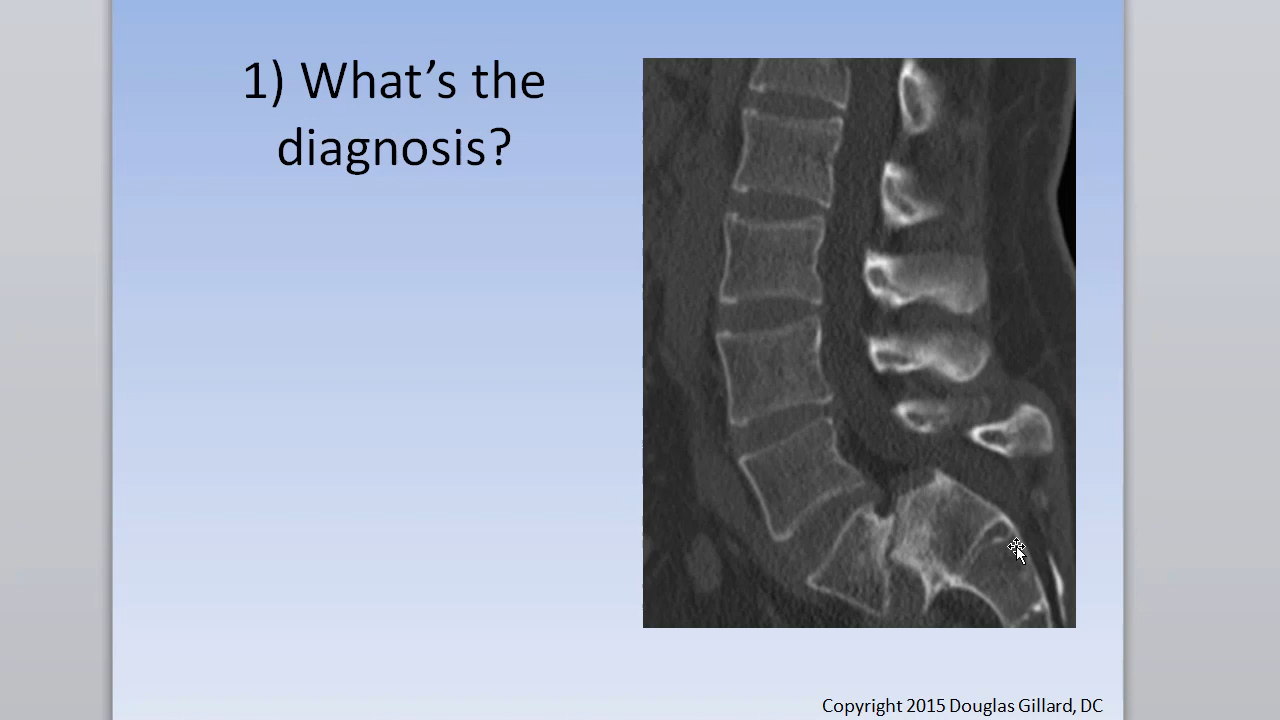 1) What’s the
diagnosis?
Copyright 2015 Douglas Gillard, DC